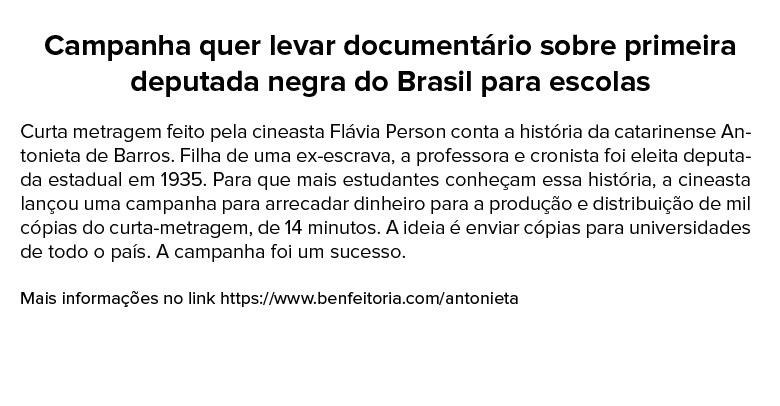 Campanha quer levar documentário sobre primeira
deputada negra do Brasil para escolas
Curta metragem feito pela cineasta Flávia Person conta a história da catarinense An-
tonieta de Barros. Filha de uma ex-escrava, a professora e cronista foi eleita deputa-
da estadual em 1935. Para que mais estudantes conheçam essa história, a cineasta
lançou uma campanha para arrecadar dinheiro para a produção e distribuição de mil
cópias do curta-metragem, de 14 minutos. A ideia é enviar cópias para universidades
de todo o país. A campanha foi um sucesso.
Mais informações no link https://www.benfeitoria.com/antonieta